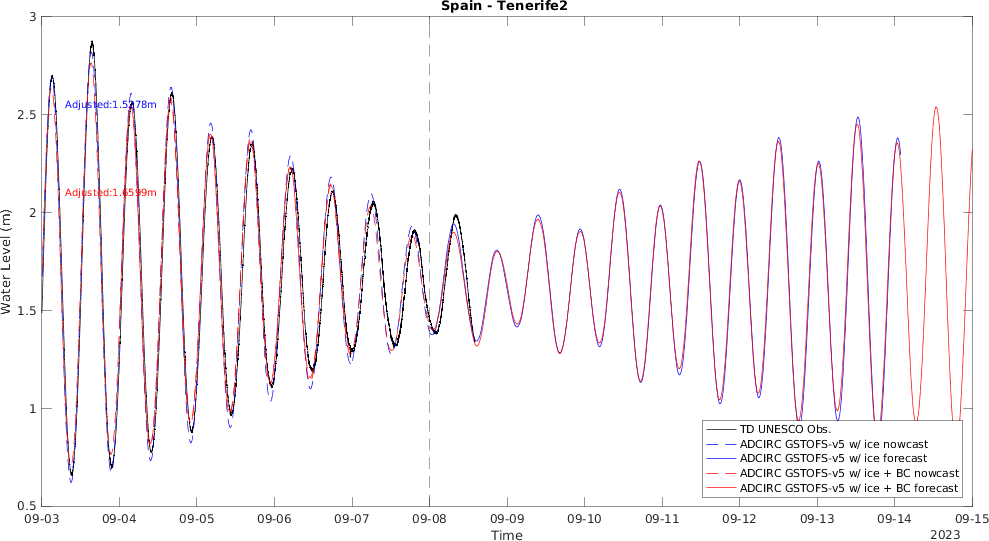 Spain - Tenerife2
Water Level (m)
3
2.5
2
1.5
1
0.5
Adjusted:1.5278m
Adjusted:1.6599m
TD UNESCO Obs.
ADCIRC GSTOFS-v5 w/ ice nowcast
ADCIRC GSTOFS-v5 w/ ice forecast
ADCIRC GSTOFS-v5 w/ ice + BC nowcast
ADCIRC GSTOFS-v5 w/ ice + BC forecast
09-03 09-04 09-05 09-06 09-07 09-08 09-09 09-10 09-11 09-12 09-13 09-14 09-15
Time
2023